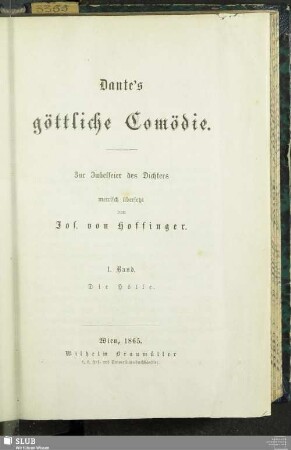 Dante's
göttliche Comödie.
Zur Jubelfeier des Dichters
metrisch übersetzt
von
Jos. von Hoffinger.
I. Band.
Die Hölle.
Wien, 1865.
Wilhelm Braumüller
k. k. Hof- und Universitätsbuchhändler.
SLUB
Wir führen Wissen.